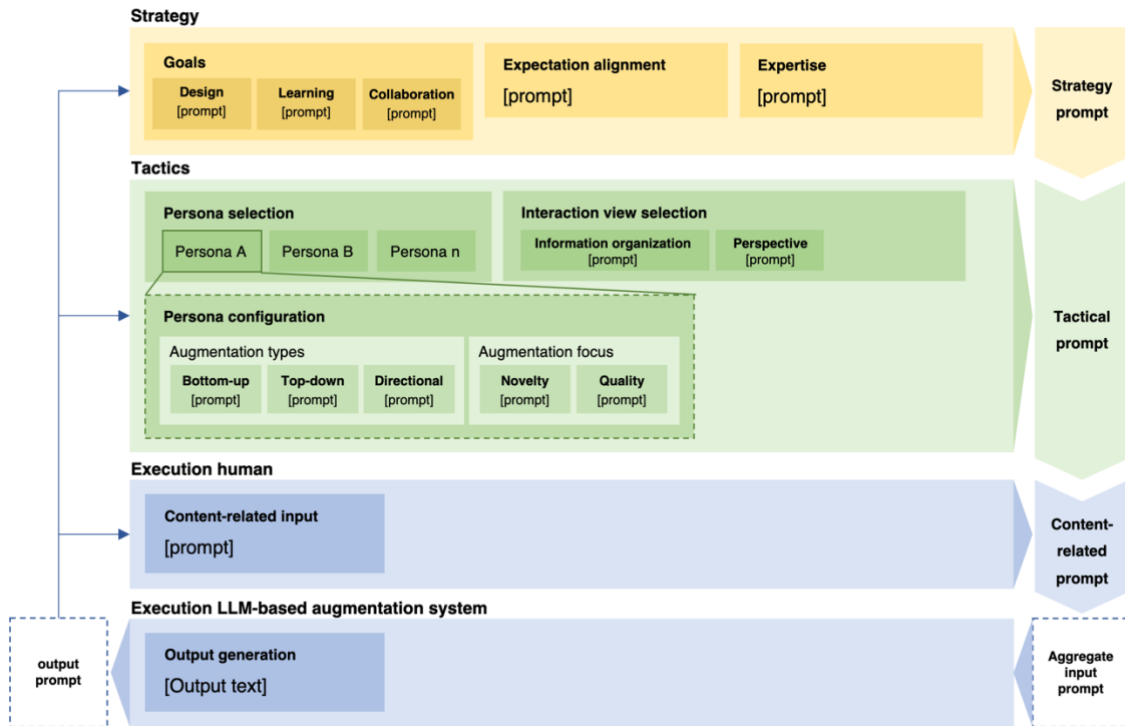 Strategy
Goals
Design
[prompt]
Learning
[prompt]
Collaboration
[prompt]
Expectation alignment
[prompt]
Expertise
[prompt]
Strategy
prompt
Tactics
Persona selection
Persona A
Persona B
Persona n
Interaction view selection
Information organization
[prompt]
Perspective
[prompt]
Persona configuration
Augmentation types
Bottom-up
[prompt]
Top-down
[prompt]
Directional
[prompt]
Augmentation focus
Novelty
[prompt]
Quality
[prompt]
Tactical
prompt
Execution human
Content-related input
[prompt]
Content-
related
prompt
Execution LLM-based augmentation system
output
prompt
Output generation
[Output text]
Aggregate
input
prompt